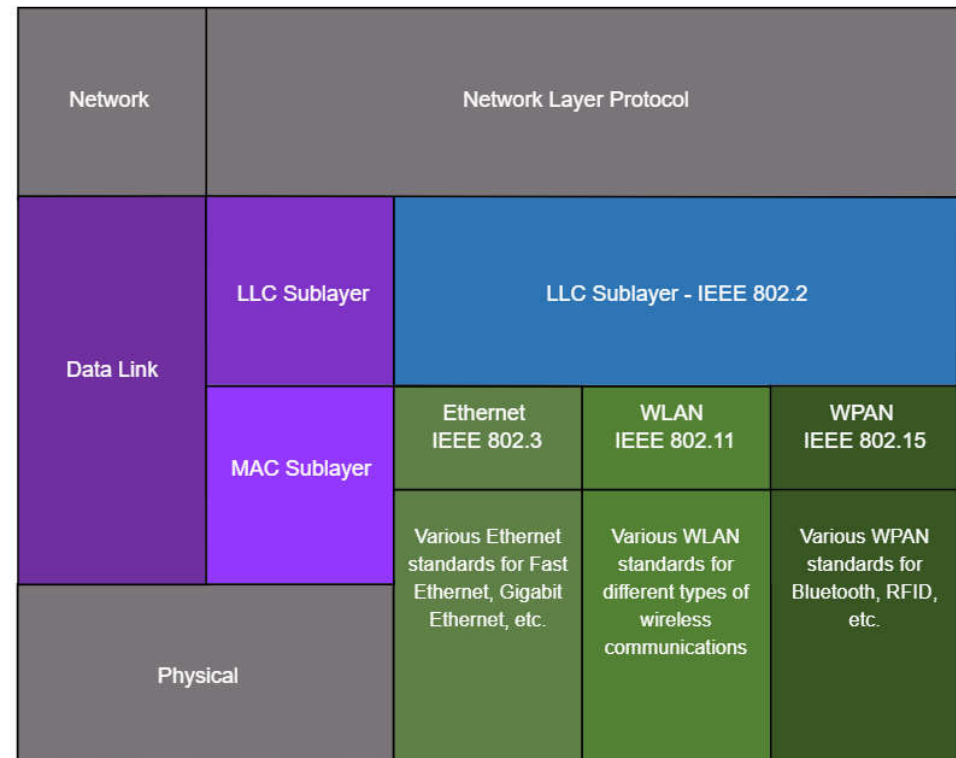 Network
Network Layer Protocol
Data Link
LLC Sublayer
LLC Sublayer - IEEE 802.2
MAC Sublayer
Ethernet
IEEE 802.3
WLAN
IEEE 802.11
WPAN
IEEE 802.15
Various Ethernet
standards for Fast
Ethernet, Gigabit
Ethernet, etc.
Various WLAN
standards for
different types of
wireless
communications
Various WPAN
standards for
Bluetooth, RFID,
etc.
Physical